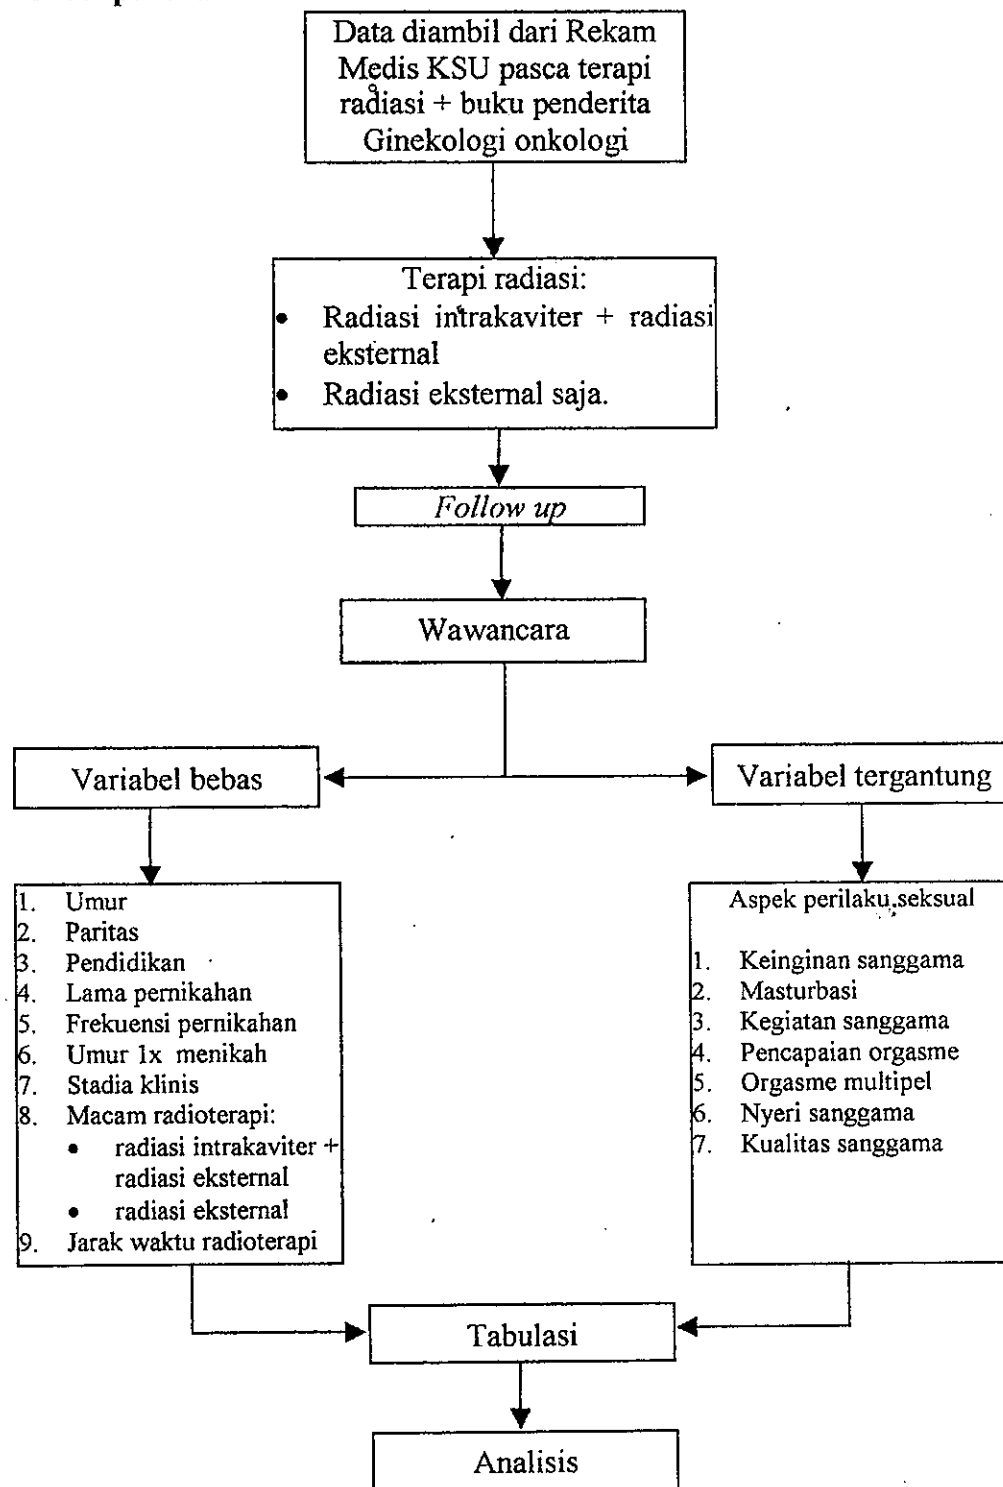 Data diambil dari Rekam
Medis KSU pasca terapi
radiasi + buku penderita
Ginekologi onkologi
Terapi radiasi:
• Radiasi intrakaviter + radiasi
eksternal
• Radiasi eksternal saja.
Follow up
Wawancara
Variabel bebas
Variabel tergantung
1. Umur
2. Paritas
3. Pendidikan
4. Lama pernikahan
5. Frekuensi pernikahan
6. Umur 1x menikah
7. Stadia klinis
8. Macam radioterapi:
• radiasi intrakaviter +
radiasi eksternal
• radiasi eksternal
9. Jarak waktu radioterapi
Aspek perilaku seksual
1. Keinginan sanggama
2. Masturbasi
3. Kegiatan sanggama
4. Pencapaian orgasme
5. Orgasme multipel
6. Nyeri sanggama
7. Kualitas sanggama
Tabulasi
Analisis